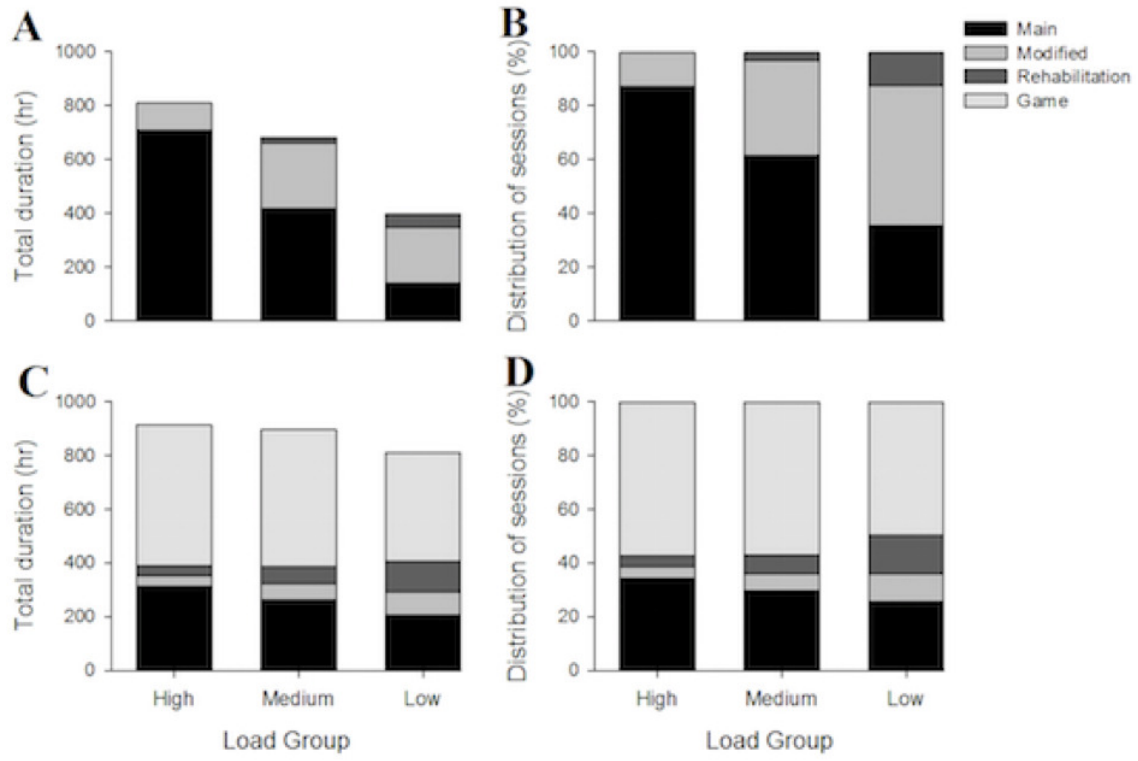 A
Total duration (hr)
1000
800
600
400
200
0
B
Distribution of sessions (%)
100
80
60
40
20
0
Main
Modified
Rehabilitation
Game
C
Total duration (hr)
1000
800
600
400
200
0
High Medium Low
Load Group
D
Distribution of sessions (%)
100
80
60
40
20
0
High Medium Low
Load Group